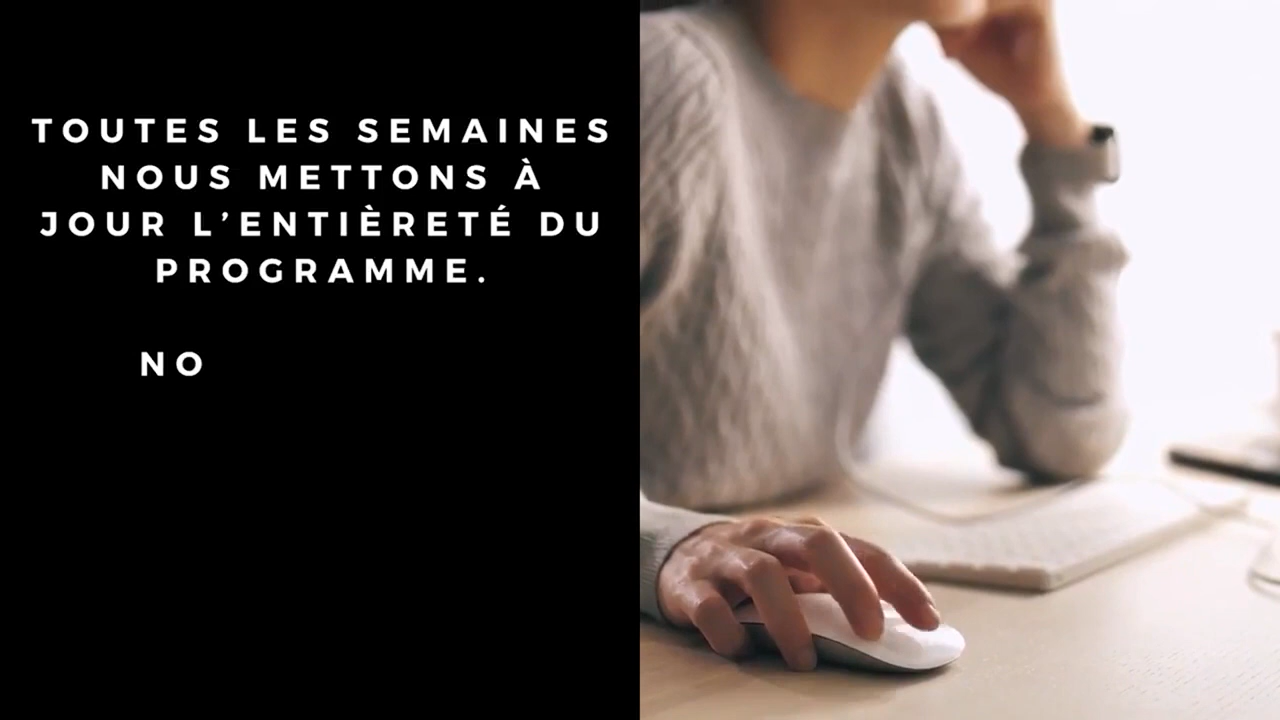 TOUTES LES SEMAINES
NOUS METTONS À
JOUR L’ENTIÈRETÉ DU
PROGRAMME.
NO